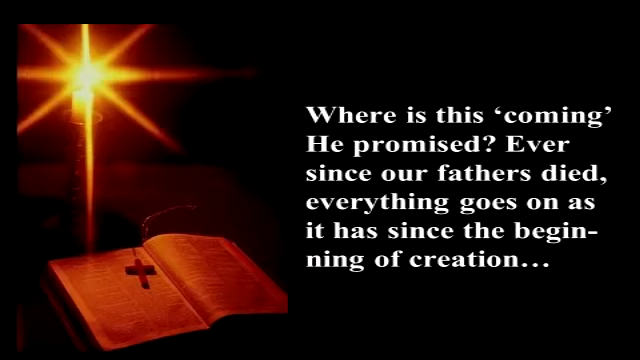 Where is this ‘coming’
He promised? Ever
since our fathers died,
everything goes on as
it has since the begin-
ning of creation…